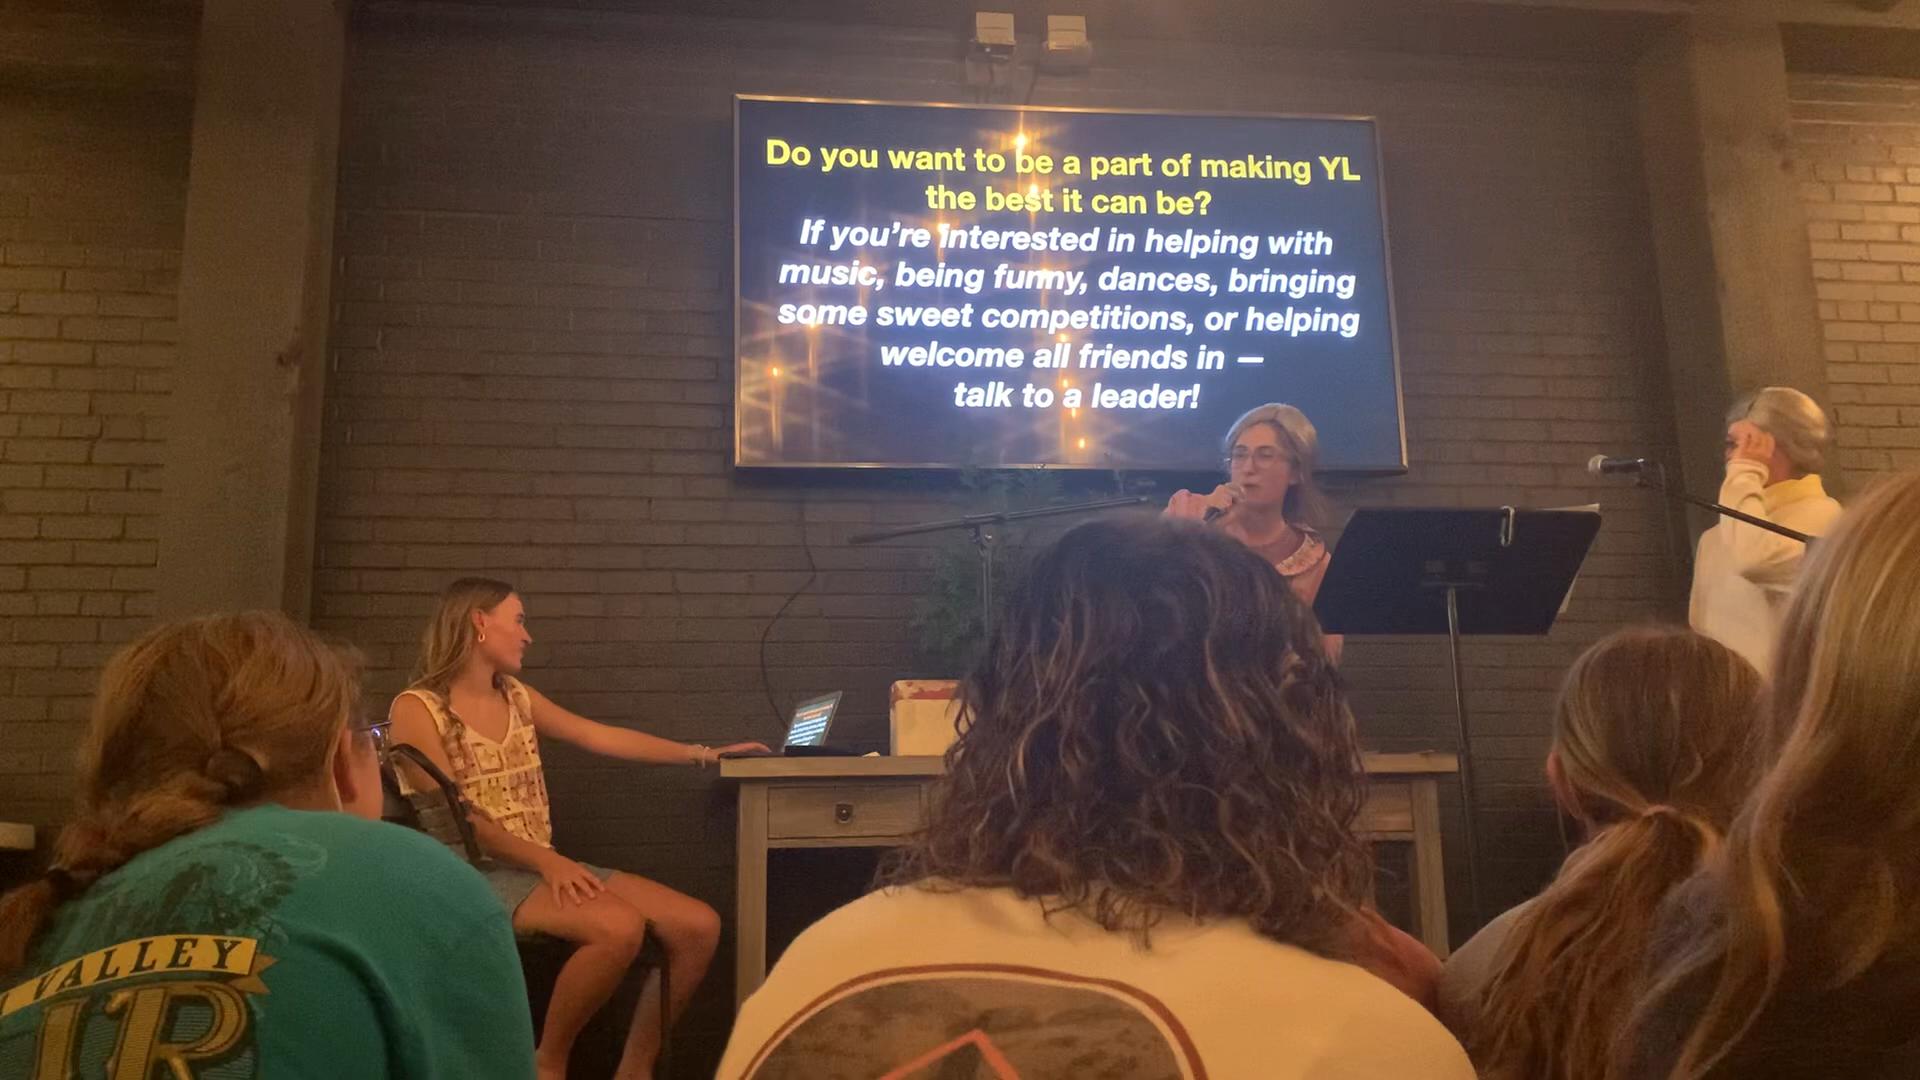 Do you want to be a part of making YL
the best it can be?
If you're interested in helping with
music, being funny, dances, bringing
some sweet competitions, or helping
welcome all friends in —
talk to a leader!
VALLEY